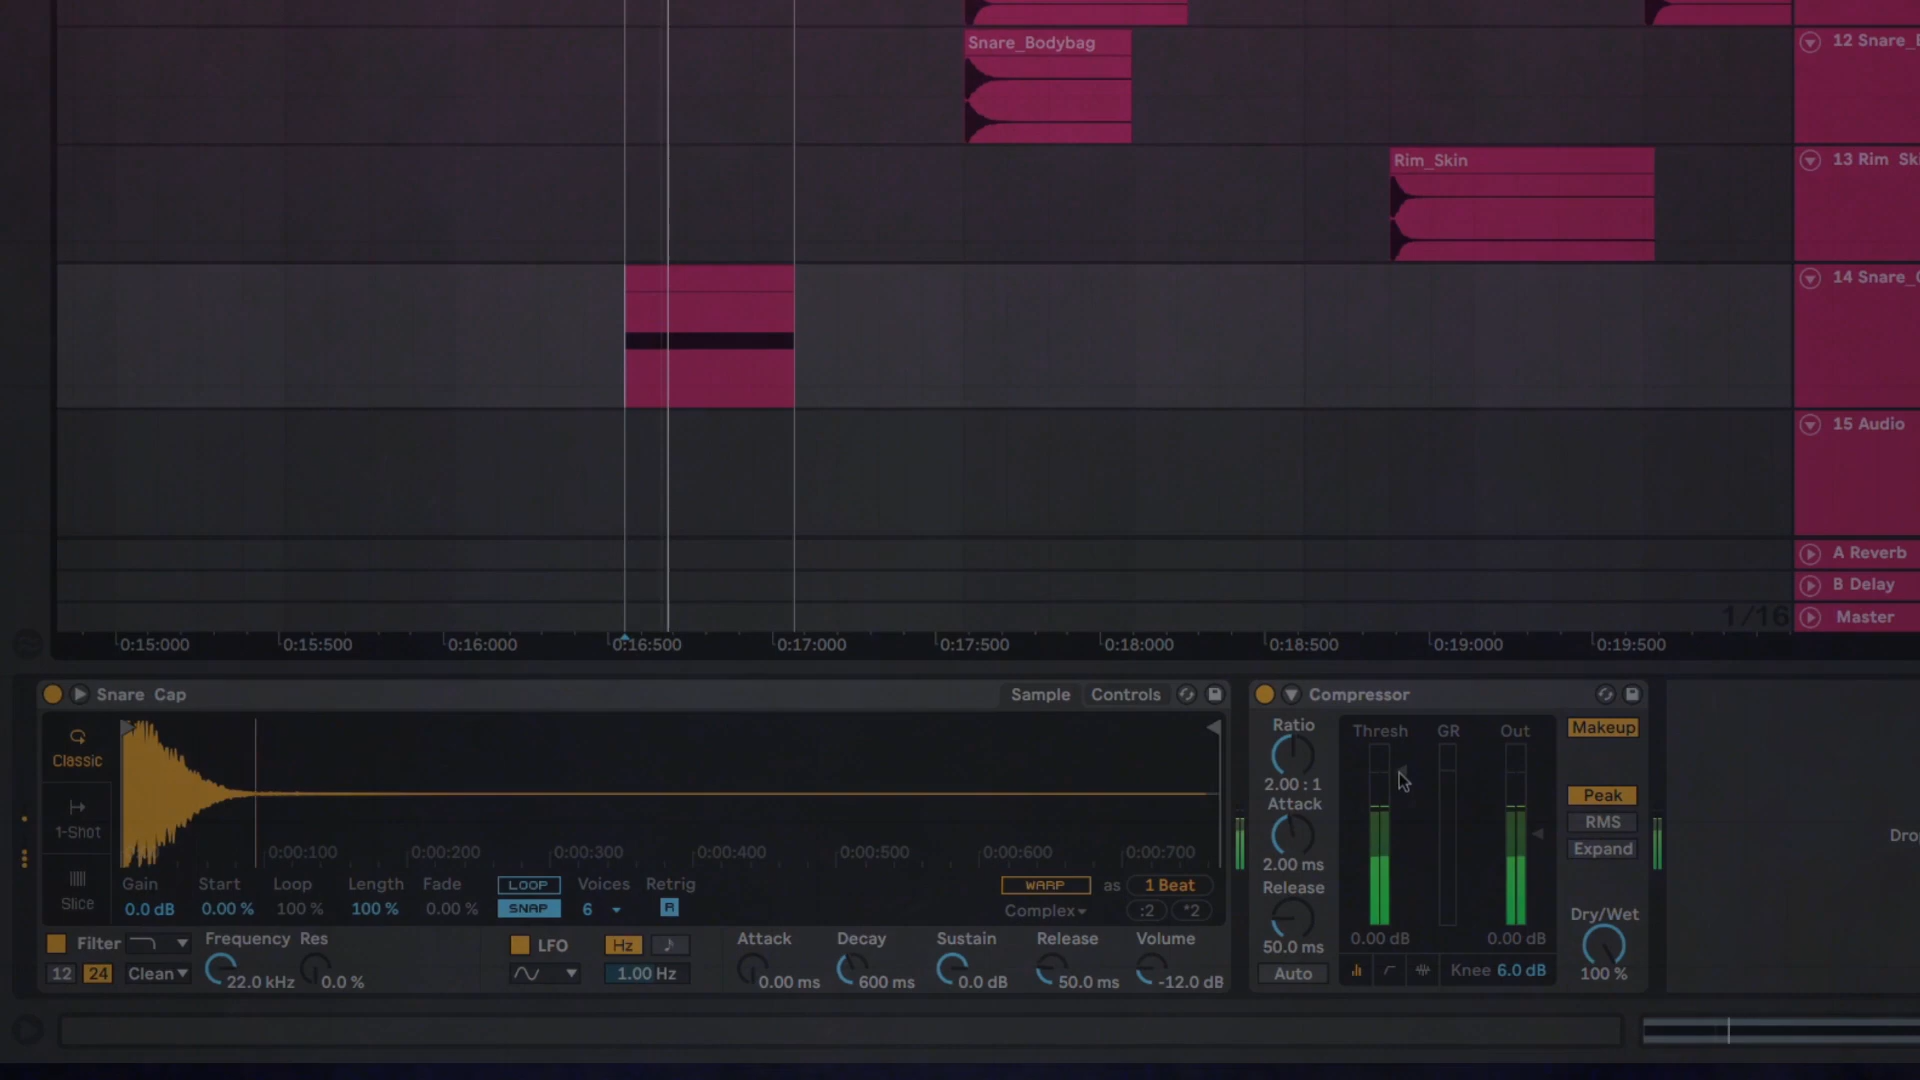 Snare_Bodybag
12 Snare_
Rim_Skin
13 Rim Sk
14 Snare_
15 Audio
A Reverb
B Delay
1/16
Master
0:15:000 0:15:500 0:16:000 0:16:500 0:17:000 0:17:500 0:18:000 0:18:500 0:19:000 0:19:500
Snare Cap
Sample Controls
Classic
1-Shot
Slice
0:00:100 0:00:200 0:00:300 0:00:400 0:00:500 0:00:600 0:00:700
Gain Start Loop Length Fade LOOP Voices Retrig WARP as 1 Beat
0.0 dB 0.00 % 100 % 100 % 0.00 % SNAP 6 R Complex :2 *2
Filter Frequency Res LFO Hz Attack Decay Sustain Release Volume
12 24 Clean 22.0 kHz 0.0 % 1.00 Hz 0.00 ms 600 ms 0.0 dB 50.0 ms -12.0 dB
Compressor
Ratio
2.00 : 1
Attack
2.00 ms
Release
50.0 ms
Auto
Thresh GR Out
0.00 dB 0.00 dB
Knee 6.0 dB
Makeup
Peak
RMS
Expand
Dry/Wet
100 %
Dro